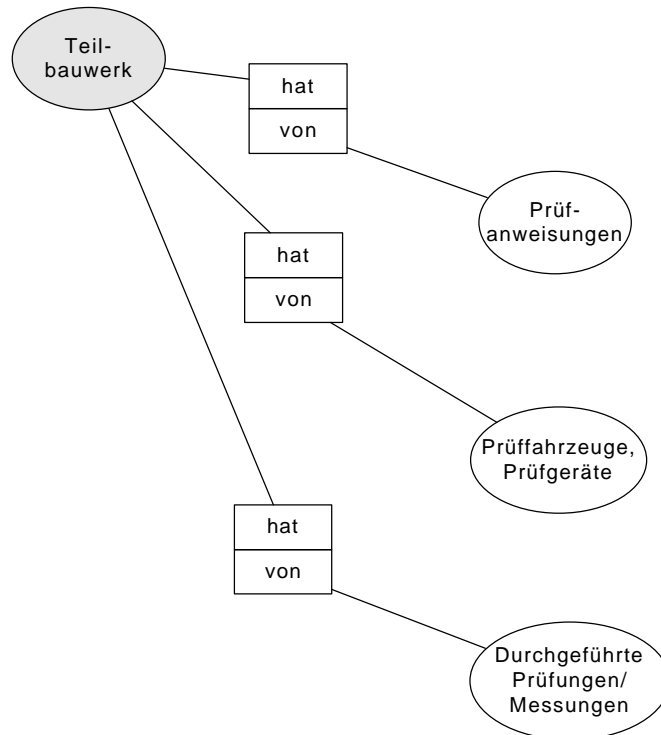 Teil-
bauwerk
hat
von
Prüf-
anweisungen
hat
von
Prüffahrzeuge,
Prüfgeräte
hat
von
Durchgeführte
Prüfungen/
Messungen